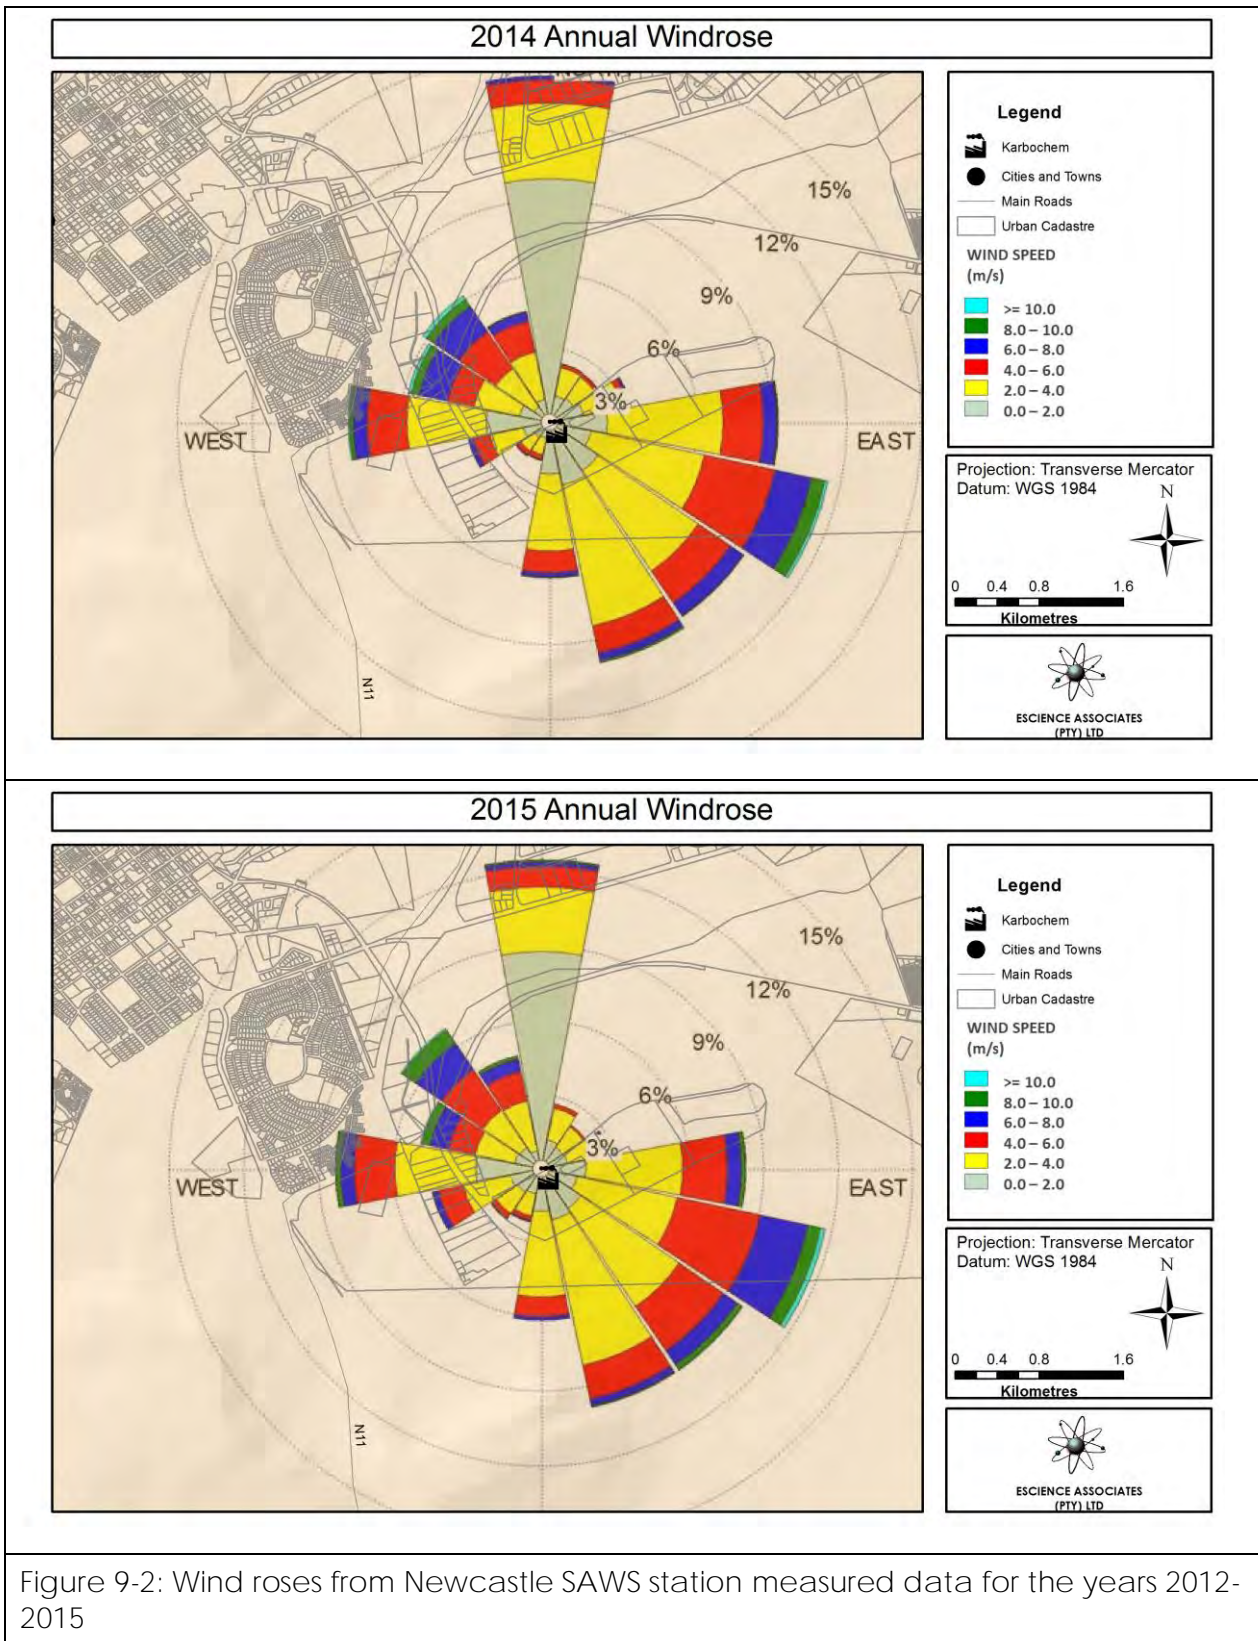 2014 Annual Windrose
15%
12%
9%
6%
3%
WEST
EAST
N11
Legend
Karbochem
Cities and Towns
Main Roads
Urban Cadastre
WIND SPEED
(m/s)
>= 10.0
8.0 – 10.0
6.0 – 8.0
4.0 – 6.0
2.0 – 4.0
0.0 – 2.0
Projection: Transverse Mercator
Datum: WGS 1984
N
0 0.4 0.8 1.6
Kilometres
ESCIENCE ASSOCIATES
(PTY) LTD
2015 Annual Windrose
15%
12%
9%
6%
3%
WEST
EAST
N11
Legend
Karbochem
Cities and Towns
Main Roads
Urban Cadastre
WIND SPEED
(m/s)
>= 10.0
8.0 – 10.0
6.0 – 8.0
4.0 – 6.0
2.0 – 4.0
0.0 – 2.0
Projection: Transverse Mercator
Datum: WGS 1984
N
0 0.4 0.8 1.6
Kilometres
ESCIENCE ASSOCIATES
(PTY) LTD
Figure 9-2: Wind roses from Newcastle SAWS station measured data for the years 2012-
2015